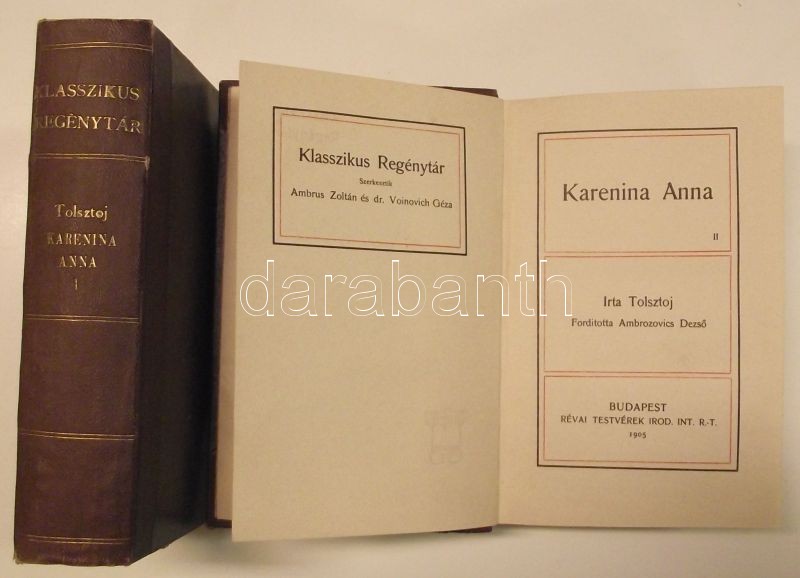 KLASSZIKUS
REGÉNYTÁR
Tolsztoj
KARENINA
ANNA
I
Klasszikus Regénytár
Szerkesztik
Ambrus Zoltán és dr. Voinovich Géza
Karenina Anna
II
Irta Tolsztoj
Forditotta Ambrozovics Dezső
BUDAPEST
RÉVAI TESTVÉREK IROD. INT. R.-T.
1905
darabanth